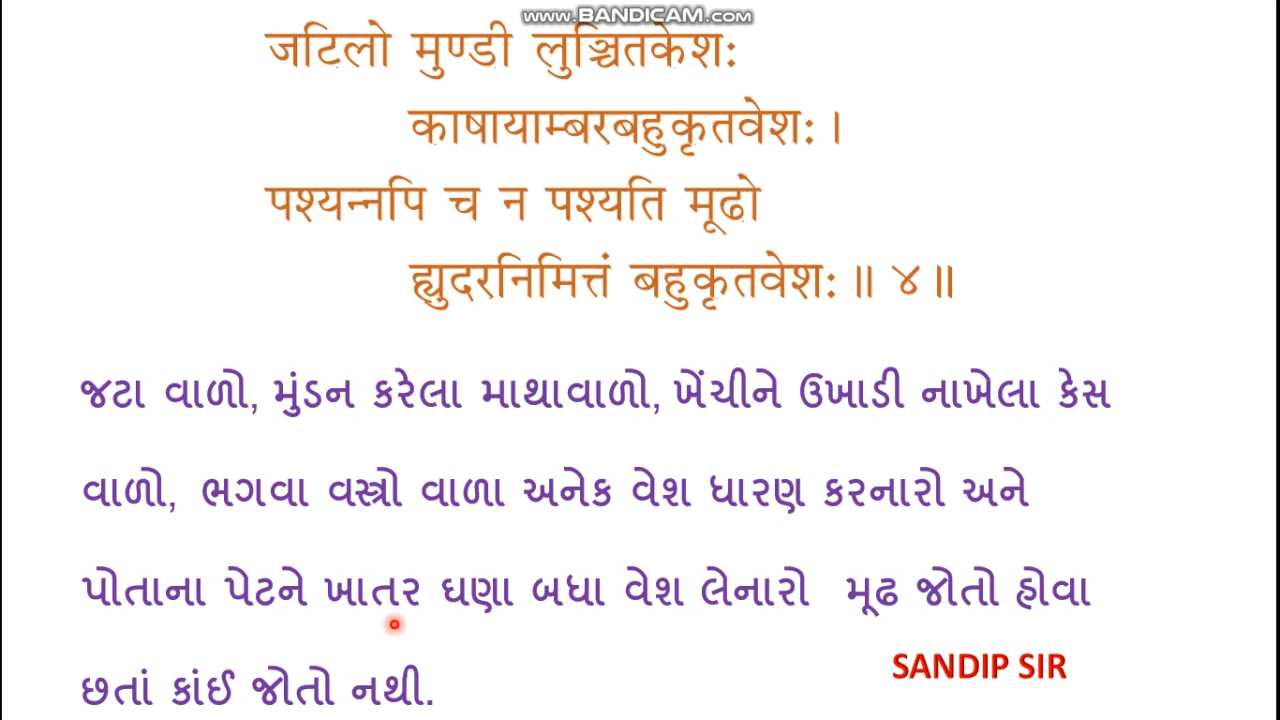 www.BANDICAM.com
जटिलो मुण्डी लुञ्चितकेशः
काषायाम्बरबहुकृतवेशः ।
पश्यन्नपि च न पश्यति मूढो
ह्युदरनिमित्तं बहुकृतवेशः ॥ ४ ॥
જટા વાળો, મુંડન કરેલા માથાવાળો, ખેંચીને ઉખાડી નાખેલા કેસ
વાળો, ભગવા વસ્ત્રો વાળા અનેક વેશ ધારણ કરનારો અને
પોતાના પેટને ખાતર ઘણા બધા વેશ લેનારો મૂઢ જોતો હોવા
છતાં કાંઈ જોતો નથી.
SANDIP SIR